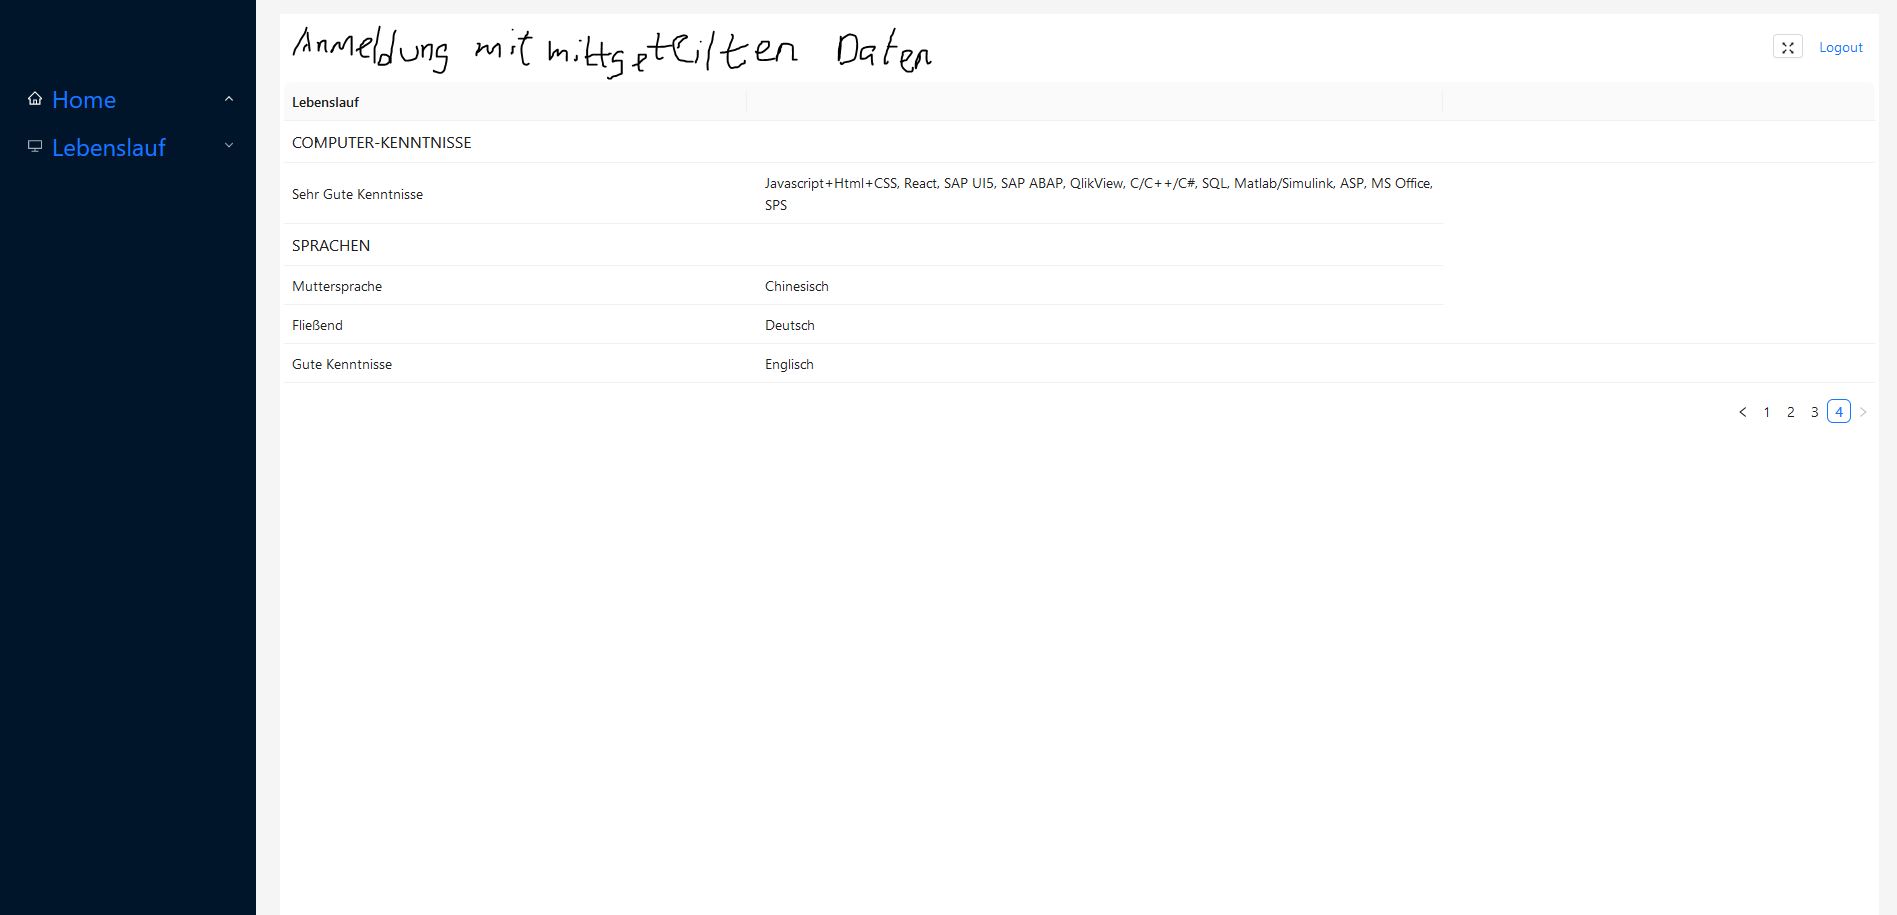 Anmeldung mit mittgeteilten Daten
Logout
Home
Lebenslauf
Lebenslauf
COMPUTER-KENNTNISSE
Sehr Gute Kenntnisse
Javascript+Html+CSS, React, SAP UI5, SAP ABAP, QlikView, C/C++/C#, SQL, Matlab/Simulink, ASP, MS Office,
SPS
SPRACHEN
Muttersprache
Chinesisch
Fließend
Deutsch
Gute Kenntnisse
Englisch
< 1 2 3 4 >